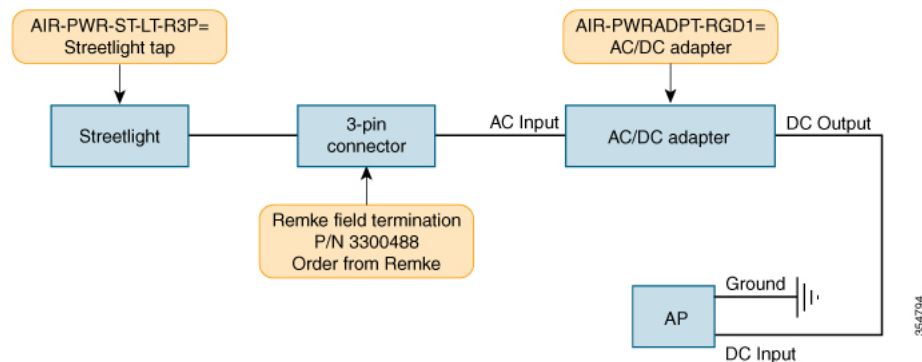 AIR-PWR-ST-LT-R3P=
Streetlight tap
AIR-PWRADPT-RGD1=
AC/DC adapter
Streetlight
3-pin
connector
AC Input
AC/DC adapter
DC Output
Remke field termination
P/N 3300488
Order from Remke
Ground
AP
DC Input
354794